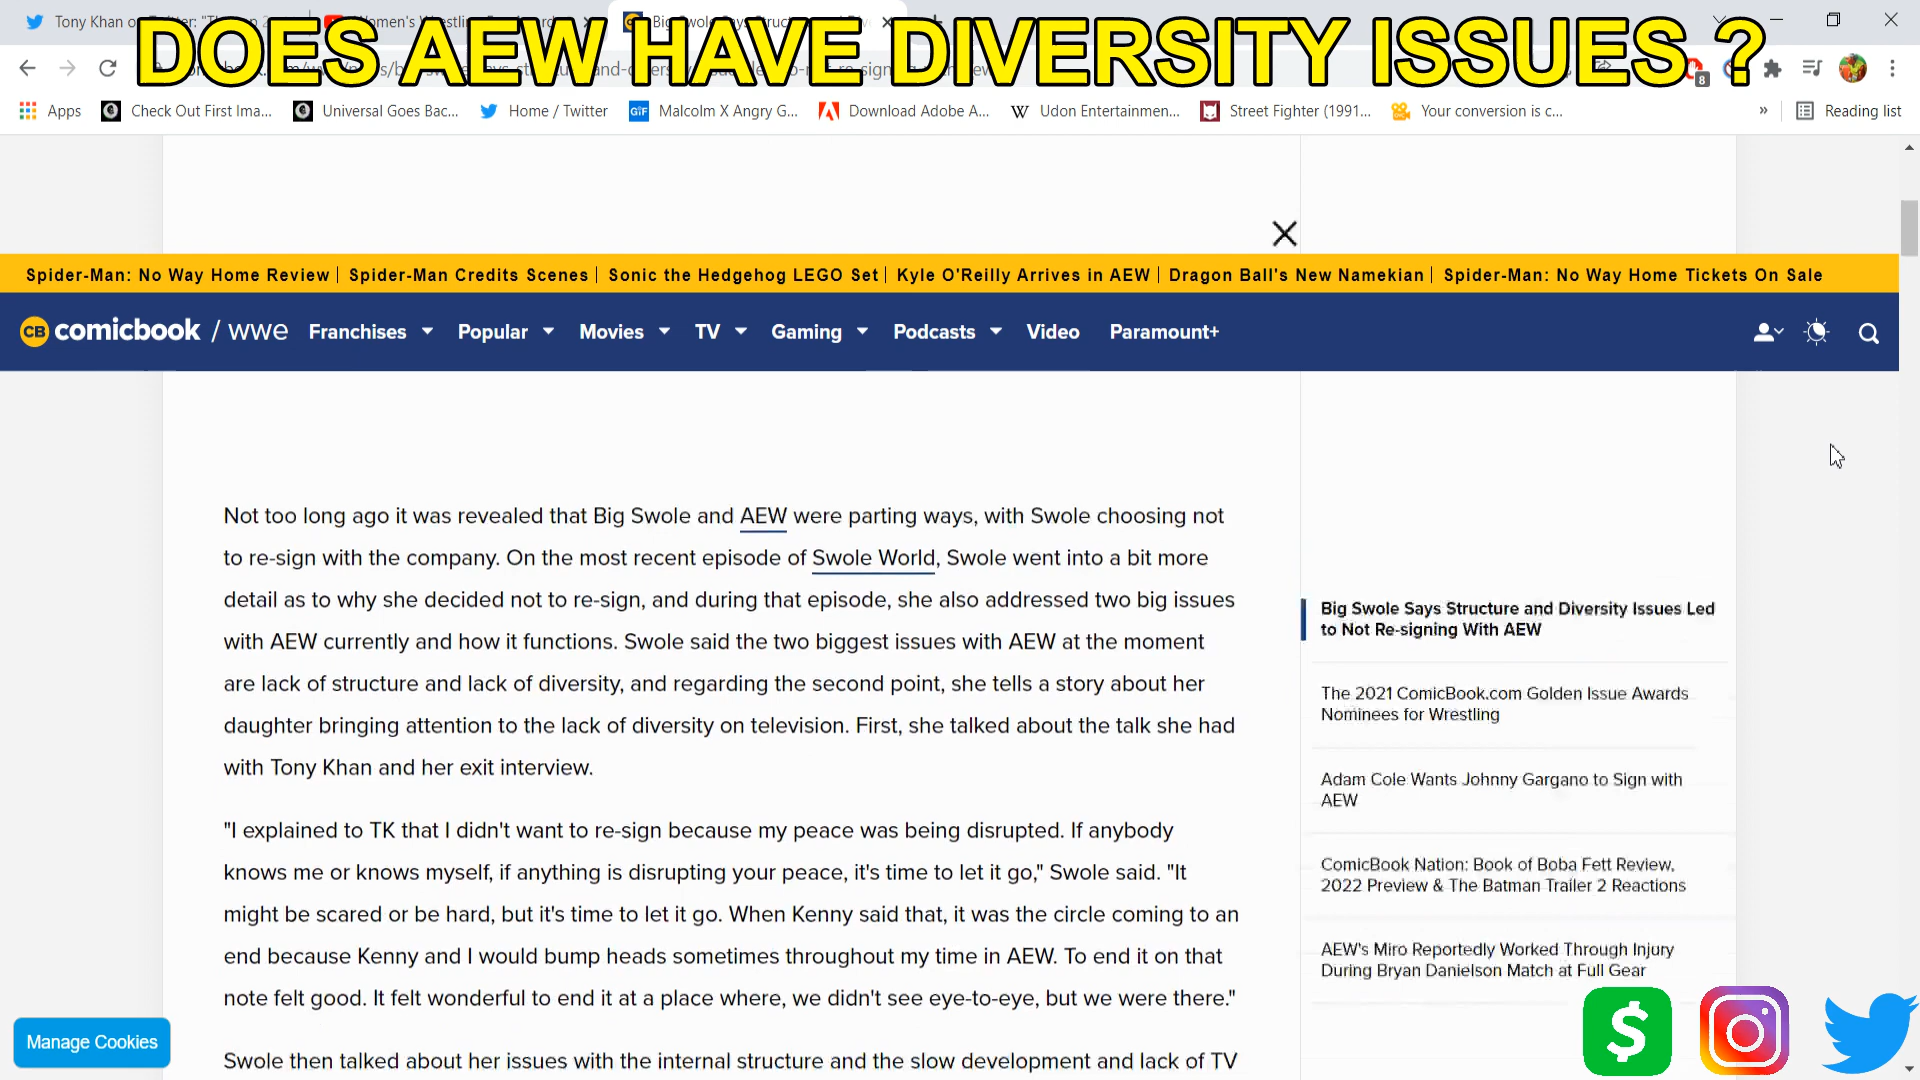 Tony Khan on Twitter: "The top 2
Women's Wrestling
Big Swole Says Struct
DOES AEW HAVE DIVERSITY ISSUES ?
8
Apps
Check Out First Ima...
Universal Goes Bac...
Home / Twitter
GIF
Malcolm X Angry G...
Download Adobe A...
W
Udon Entertainmen...
Street Fighter (1991...
Your conversion is c...
»
Reading list
Spider-Man: No Way Home Review | Spider-Man Credits Scenes | Sonic the Hedgehog LEGO Set | Kyle O'Reilly Arrives in AEW | Dragon Ball's New Namekian | Spider-Man: No Way Home Tickets On Sale
CB comicbook / wwe Franchises Popular Movies TV Gaming Podcasts Video Paramount+
Not too long ago it was revealed that Big Swole and AEW were parting ways, with Swole choosing not
to re-sign with the company. On the most recent episode of Swole World, Swole went into a bit more
detail as to why she decided not to re-sign, and during that episode, she also addressed two big issues
with AEW currently and how it functions. Swole said the two biggest issues with AEW at the moment
are lack of structure and lack of diversity, and regarding the second point, she tells a story about her
daughter bringing attention to the lack of diversity on television. First, she talked about the talk she had
with Tony Khan and her exit interview.
"I explained to TK that I didn't want to re-sign because my peace was being disrupted. If anybody
knows me or knows myself, if anything is disrupting your peace, it's time to let it go," Swole said. "It
might be scared or be hard, but it's time to let it go. When Kenny said that, it was the circle coming to an
end because Kenny and I would bump heads sometimes throughout my time in AEW. To end it on that
note felt good. It felt wonderful to end it at a place where, we didn't see eye-to-eye, but we were there."
Swole then talked about her issues with the internal structure and the slow development and lack of TV
Big Swole Says Structure and Diversity Issues Led
to Not Re-signing With AEW
The 2021 ComicBook.com Golden Issue Awards
Nominees for Wrestling
Adam Cole Wants Johnny Gargano to Sign with
AEW
ComicBook Nation: Book of Boba Fett Review,
2022 Preview & The Batman Trailer 2 Reactions
AEW's Miro Reportedly Worked Through Injury
During Bryan Danielson Match at Full Gear
Manage Cookies
$